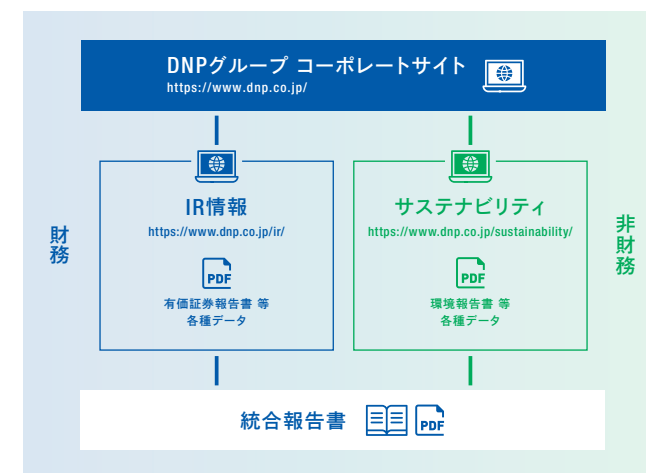 DNPグループ コーポレートサイト
https://www.dnp.co.jp/
財務
IR情報
https://www.dnp.co.jp/ir/
PDF
有価証券報告書 等
各種データ
サステナビリティ
https://www.dnp.co.jp/sustainability/
PDF
環境報告書 等
各種データ
非財務
統合報告書
PDF